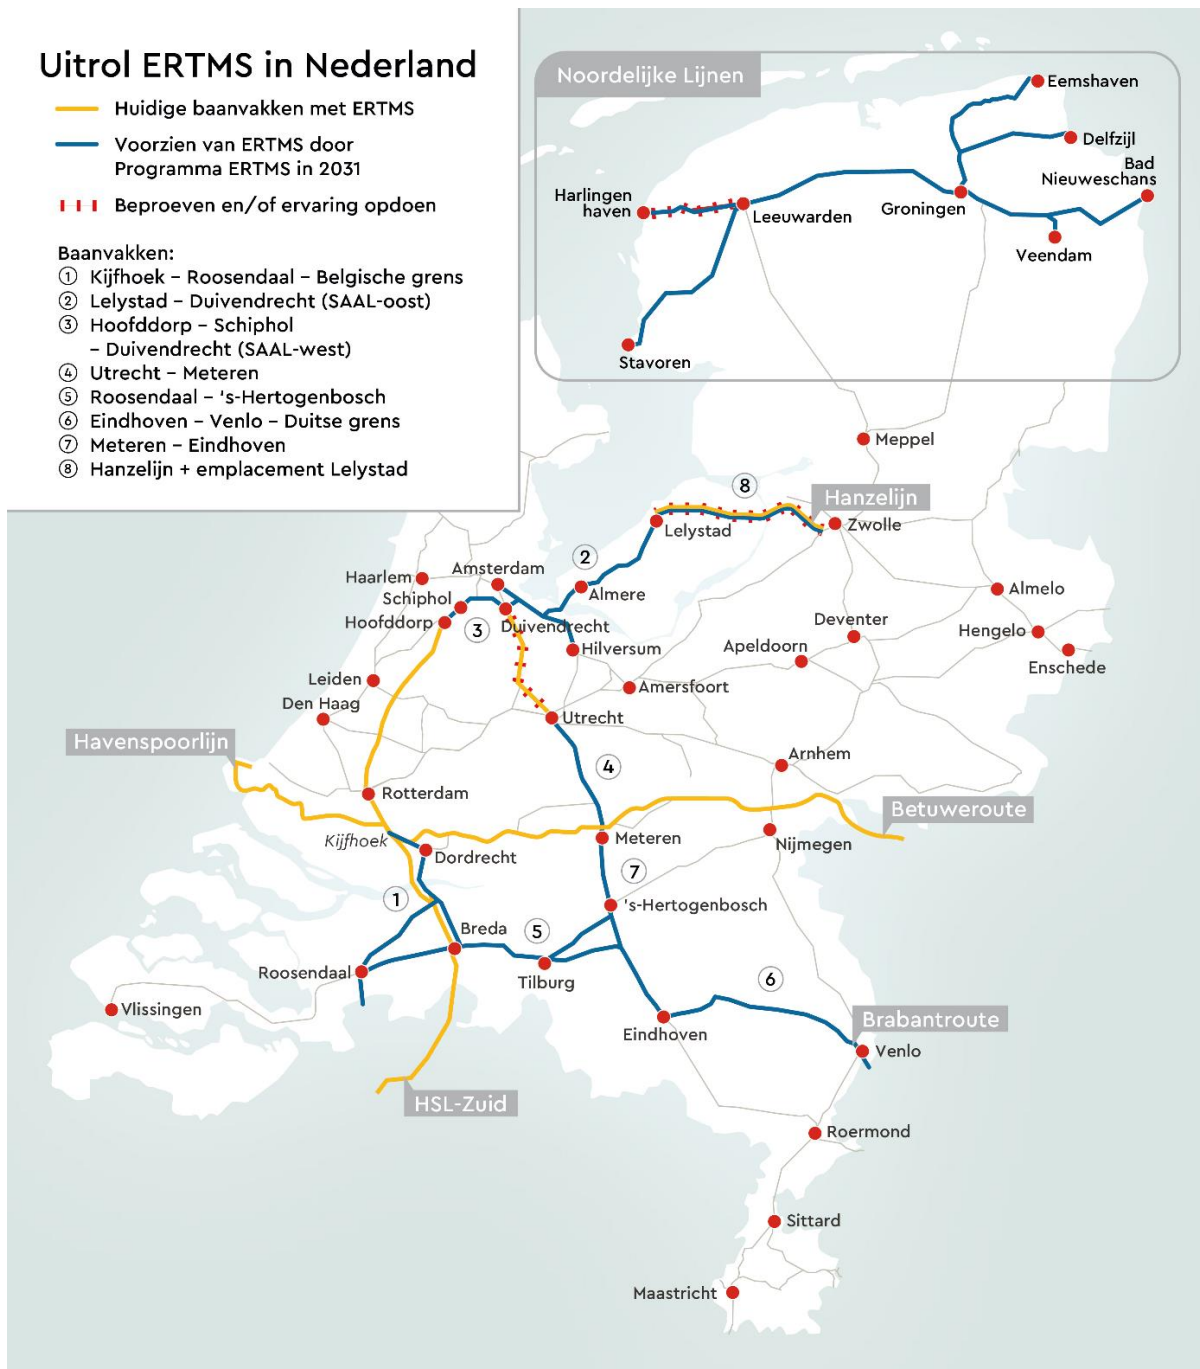 Uitrol ERTMS in Nederland
Huidige baanvakken met ERTMS
Voorzien van ERTMS door
Programma ERTMS in 2031
Beproeven en/of ervaring opdoen
Baanvakken:
1 Kijfhoek – Roosendaal – Belgische grens
2 Lelystad – Duivendrecht (SAAL-oost)
3 Hoofddorp – Schiphol
– Duivendrecht (SAAL-west)
4 Utrecht – Meteren
5 Roosendaal – 's-Hertogenbosch
6 Eindhoven – Venlo – Duitse grens
7 Meteren – Eindhoven
8 Hanzelijn + emplacement Lelystad
Noordelijke Lijnen
Eemshaven
Delfzijl
Bad
Nieuweschans
Harlingen
haven
Leeuwarden
Groningen
Veendam
Stavoren
Meppel
8
Hanzelijn
Zwolle
Lelystad
2
Amsterdam
Haarlem
Almere
Almelo
Schiphol
Hoofddorp
3
Duivendrecht
Deventer
Hengelo
Hilversum
Apeldoorn
Enschede
Leiden
Amersfoort
Den Haag
Utrecht
Havenspoorlijn
Arnhem
4
Rotterdam
Betuweroute
Kijfhoek
Meteren
Nijmegen
Dordrecht
7
1
's-Hertogenbosch
Breda
5
Roosendaal
Tilburg
6
Vlissingen
Brabantroute
Eindhoven
Venlo
HSL-Zuid
Roermond
Sittard
Maastricht